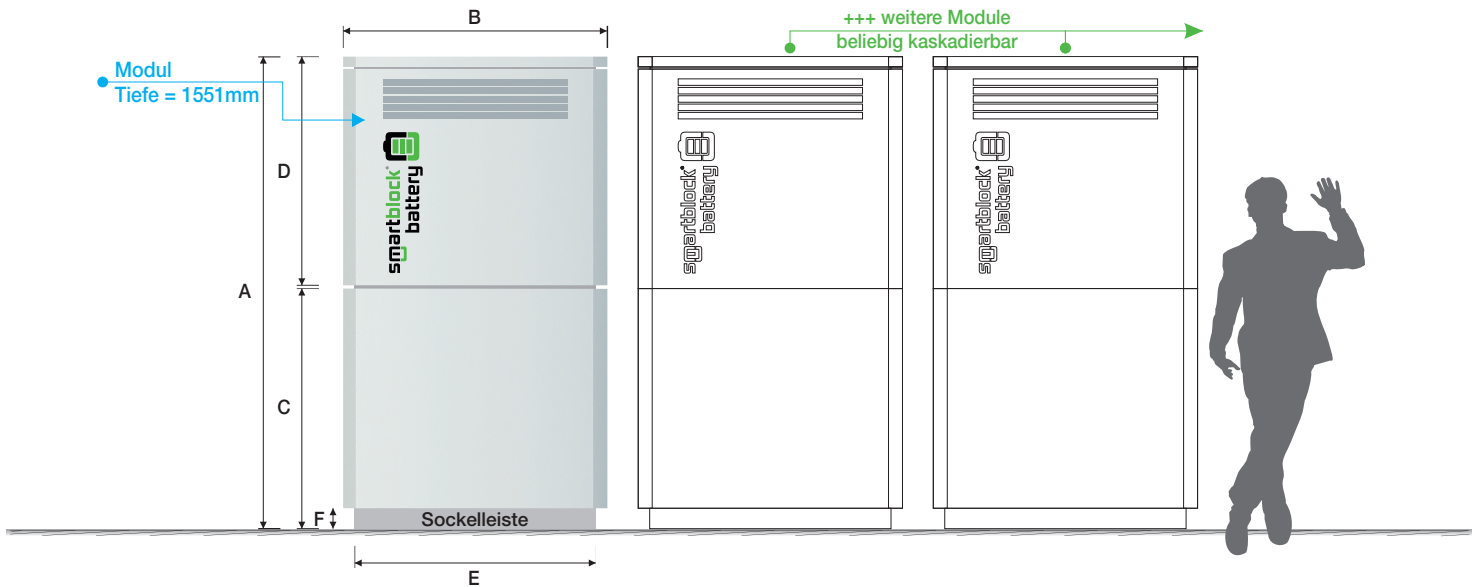 B
+++ weitere Module
beliebig kaskadierbar
Modul
Tiefe = 1551mm
D
smartblock®
battery
smartblock
battery
smartblock
battery
A
C
F
Sockelleiste
E